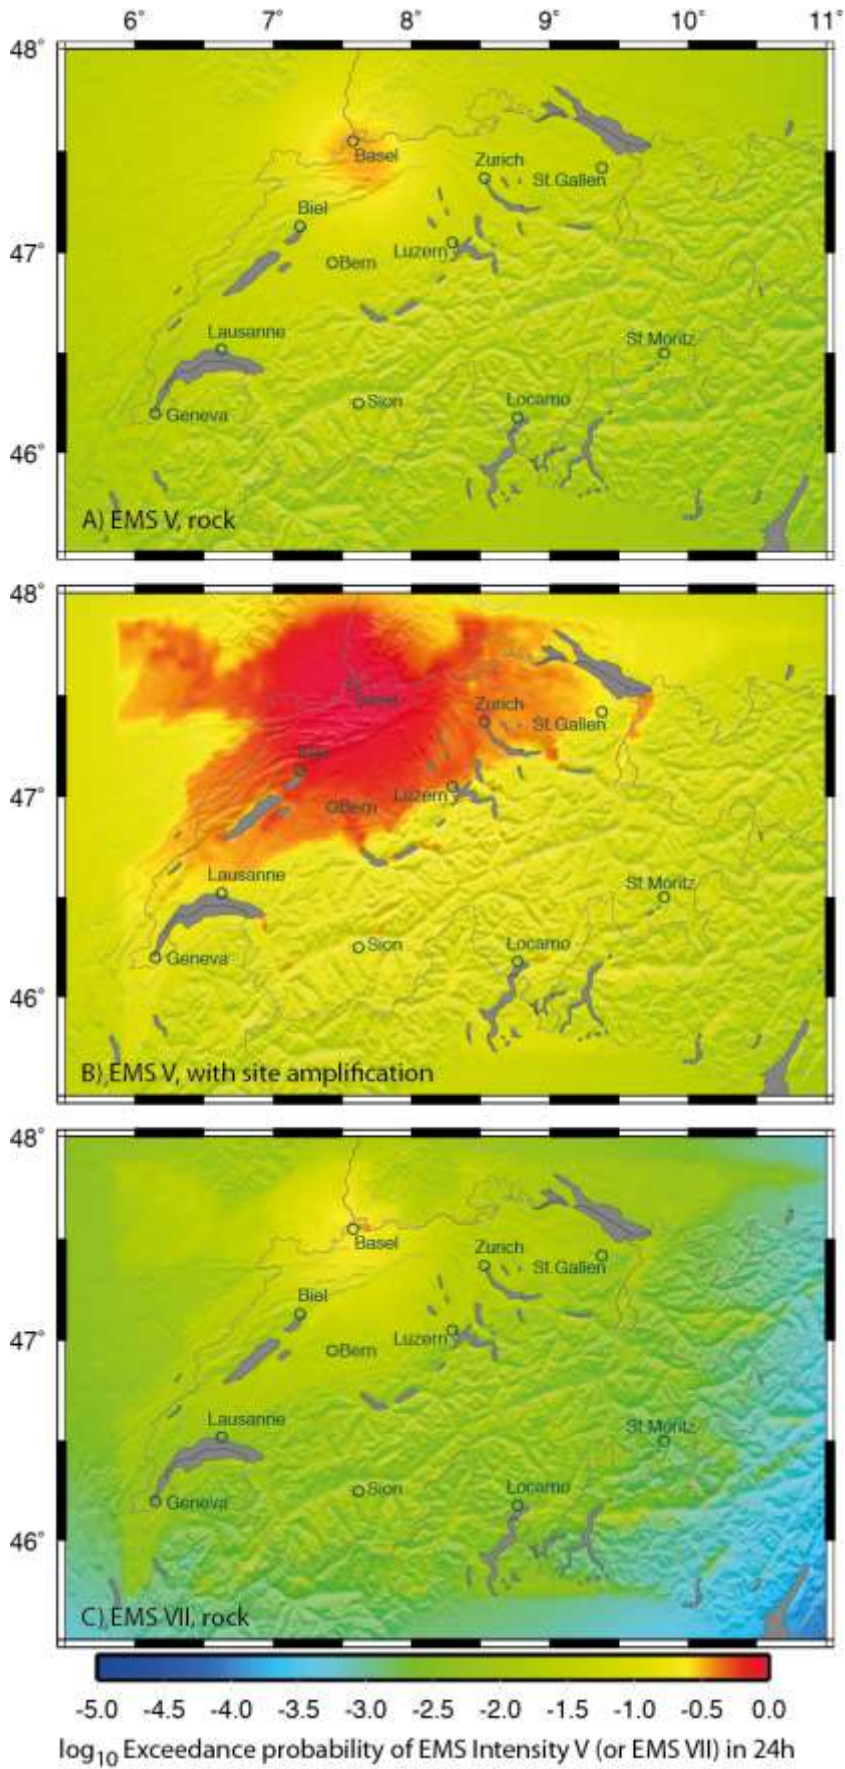 6° 7° 8° 9° 10° 11°
48°
Basel
Zurich
St.Gallen
Biel
47°
Luzern
Bern
Lausanne
St.Moritz
Sion
Locarno
Geneva
46°
A) EMS V, rock
48°
Basel
Zurich
St.Gallen
Biel
47°
Luzern
Bern
Lausanne
St.Moritz
Sion
Locarno
Geneva
46°
B) EMS V, with site amplification
48°
Basel
Zurich
St.Gallen
Biel
47°
Luzern
Bern
Lausanne
St.Moritz
Sion
Locarno
Geneva
46°
C) EMS VII, rock
-5.0 -4.5 -4.0 -3.5 -3.0 -2.5 -2.0 -1.5 -1.0 -0.5 0.0
log10 Exceedance probability of EMS Intensity V (or EMS VII) in 24h